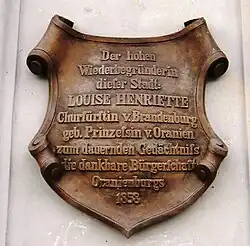 Der hohen
Wiederbegründerin
dieser Stadt
LOUISE HENRIETTE
Churfürstin v. Brandenburg
geb. Prinzeßin v. Oranien
zum dauernden Gedächtniß
die dankbare Bürgerschaft
Oranienburgs
1858